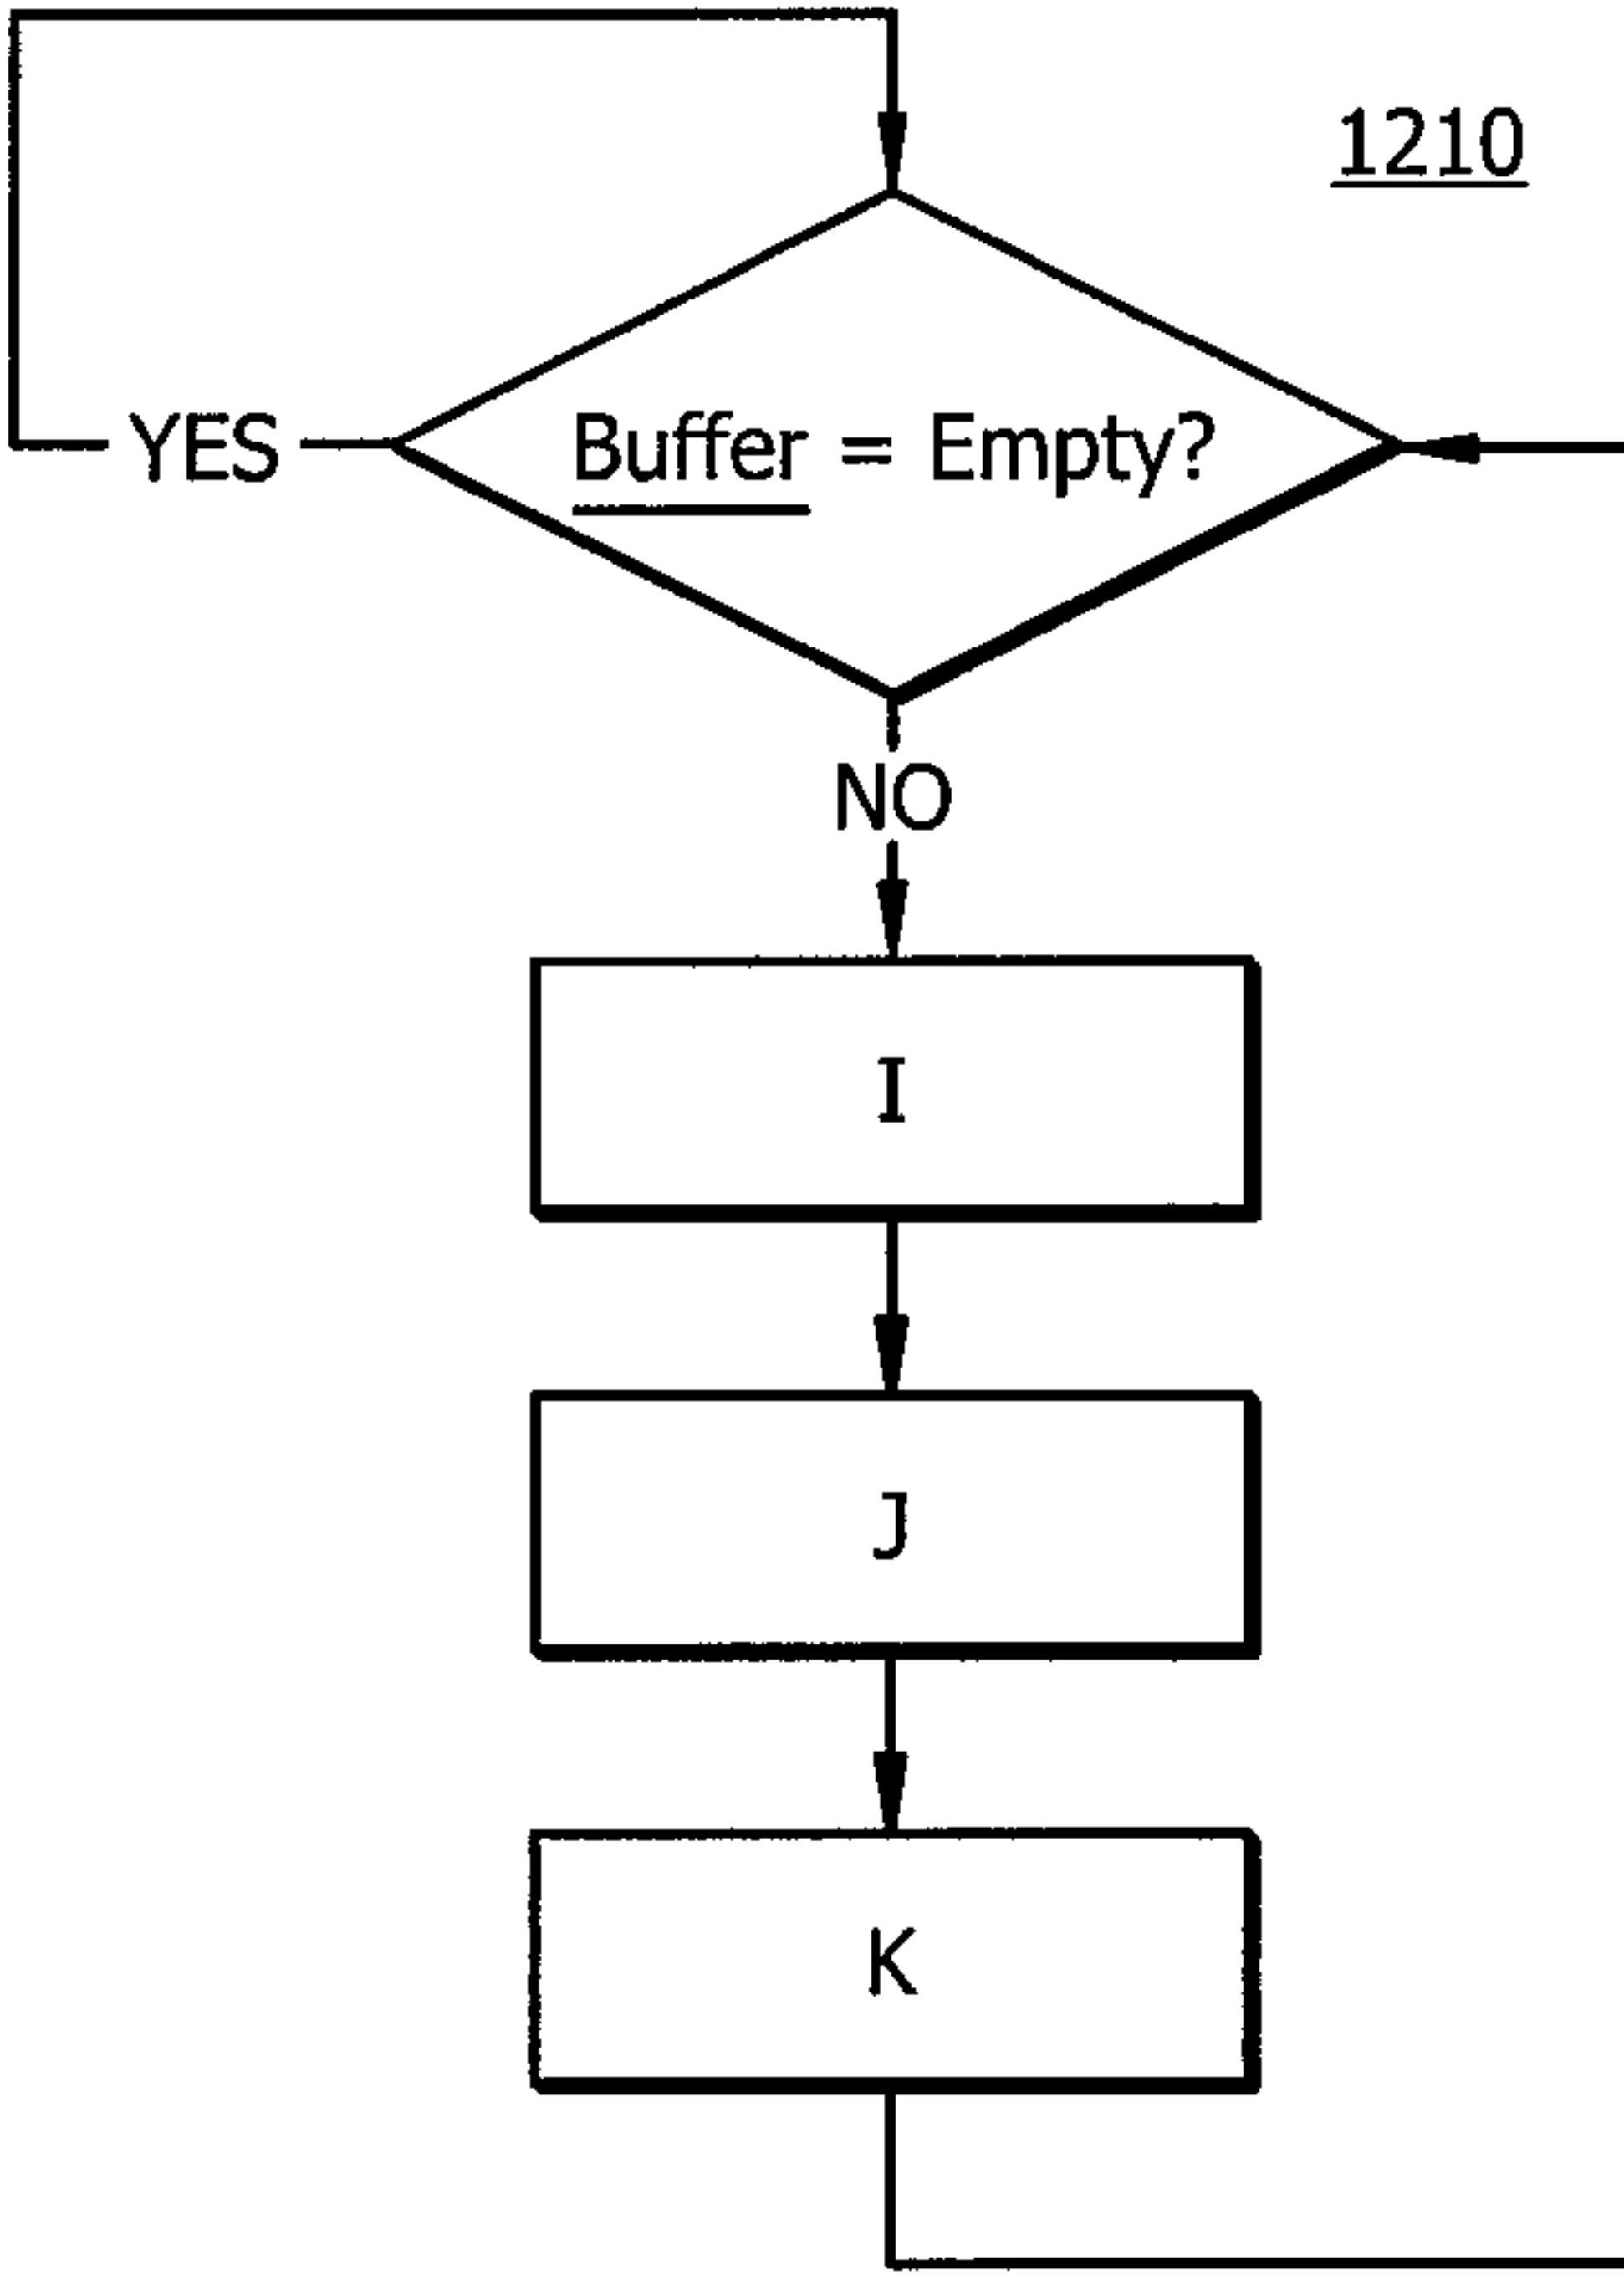 1210
Buffer = Empty?
YES
NO
I
J
K